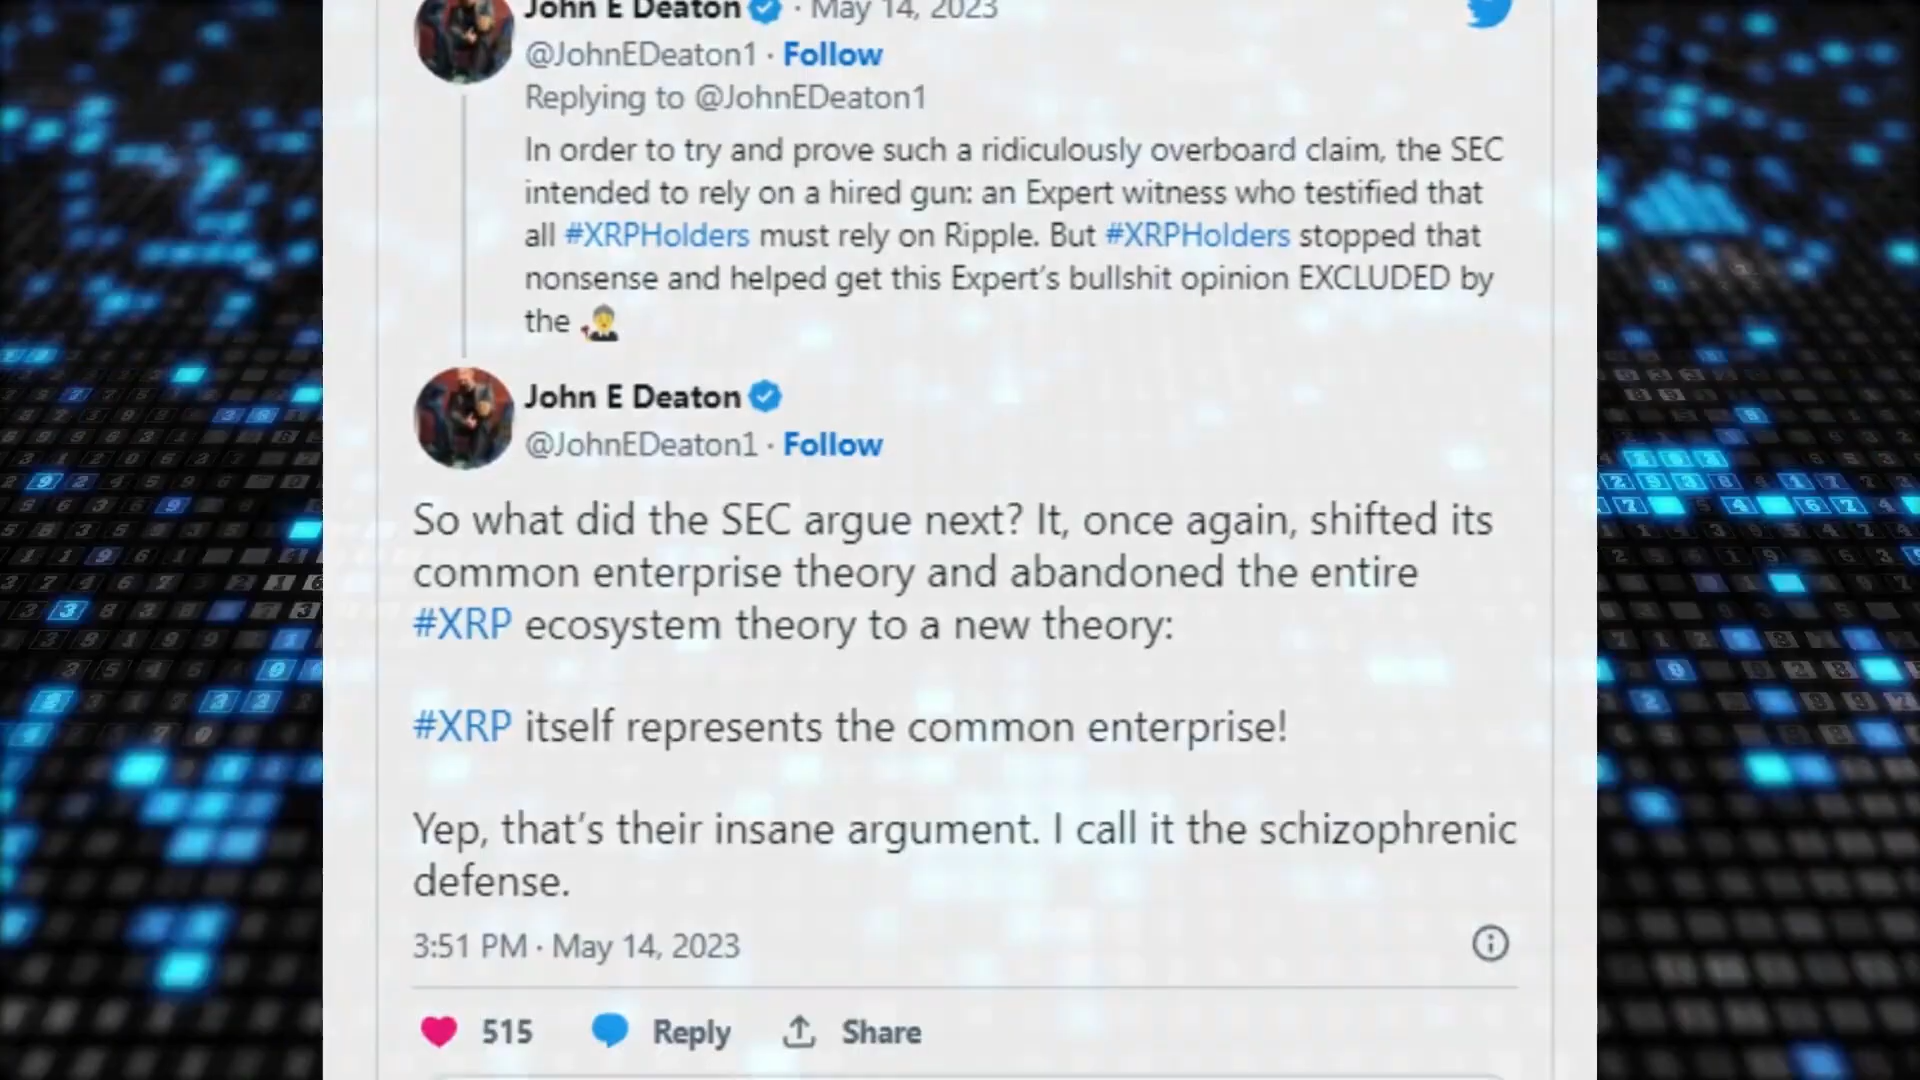 John E Deaton · May 14, 2023
@JohnEDeaton1 · Follow
Replying to @JohnEDeaton1
In order to try and prove such a ridiculously overboard claim, the SEC
intended to rely on a hired gun: an Expert witness who testified that
all #XRPHolders must rely on Ripple. But #XRPHolders stopped that
nonsense and helped get this Expert’s bullshit opinion EXCLUDED by
the
John E Deaton
@JohnEDeaton1 · Follow
So what did the SEC argue next? It, once again, shifted its
common enterprise theory and abandoned the entire
#XRP ecosystem theory to a new theory:
#XRP itself represents the common enterprise!
Yep, that’s their insane argument. I call it the schizophrenic
defense.
3:51 PM · May 14, 2023
515 Reply Share